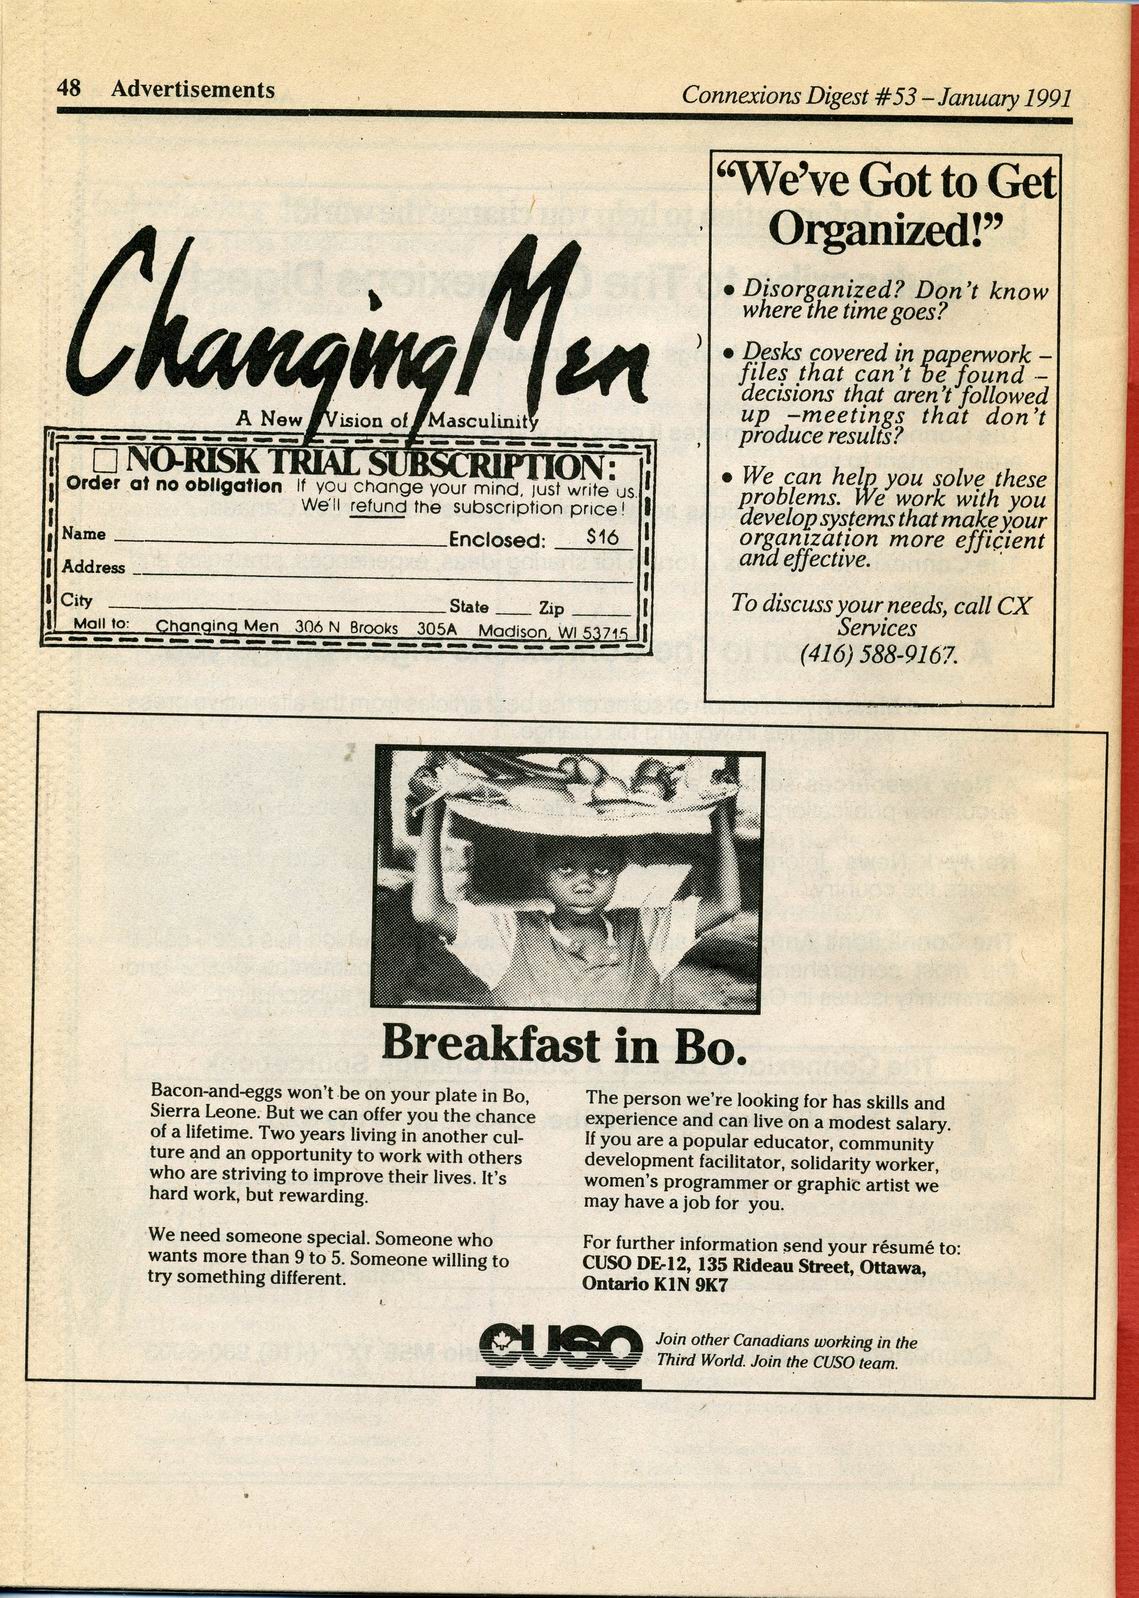 48 Advertisements
Connexions Digest #53 – January 1991
Changing Men
A New Vision of Masculinity
NO-RISK TRIAL SUBSCRIPTION:
Order at no obligation If you change your mind, just write us.
We'll refund the subscription price!
Name Enclosed: $16
Address
City State Zip
Mail to: Changing Men 306 N Brooks 305A Madison, WI 53715
“We've Got to Get
Organized!”
● Disorganized? Don't know
where the time goes?
● Desks covered in paperwork –
files that can't be found –
decisions that aren't followed
up –meetings that don't
produce results?
● We can help you solve these
problems. We work with you
develop systems that make your
organization more efficient
and effective.
To discuss your needs, call CX
Services
(416) 588-9167.
Breakfast in Bo.
Bacon-and-eggs won't be on your plate in Bo,
Sierra Leone. But we can offer you the chance
of a lifetime. Two years living in another cul-
ture and an opportunity to work with others
who are striving to improve their lives. It's
hard work, but rewarding.
We need someone special. Someone who
wants more than 9 to 5. Someone willing to
try something different.
The person we're looking for has skills and
experience and can live on a modest salary.
If you are a popular educator, community
development facilitator, solidarity worker,
women's programmer or graphic artist we
may have a job for you.
For further information send your résumé to:
CUSO DE-12, 135 Rideau Street, Ottawa,
Ontario K1N 9K7
CUSO
Join other Canadians working in the
Third World. Join the CUSO team.